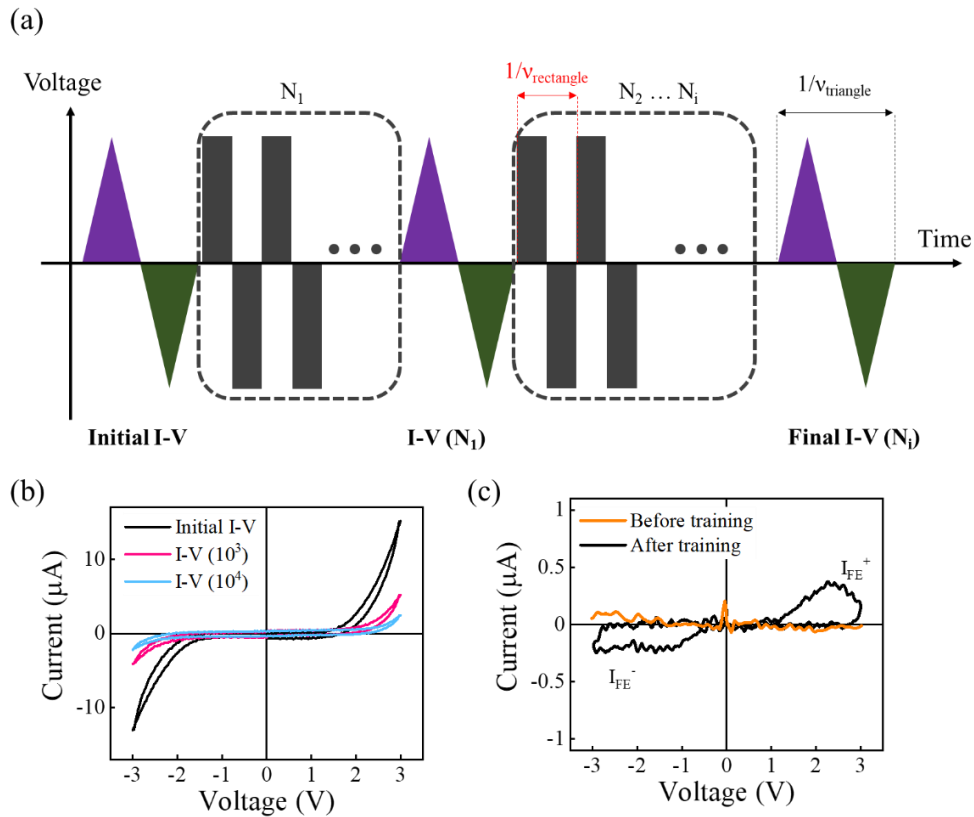 (a)
Voltage
N₁
1/νrectangle
N₂ … Nᵢ
1/νtriangle
Time
Initial I-V
I-V (N₁)
Final I-V (Nᵢ)
(b)
Initial I-V
I-V (10³)
I-V (10⁴)
Current (μA)
10
0
-10
-3 -2 -1 0 1 2 3
Voltage (V)
(c)
Before training
After training
I_FE⁺
I_FE⁻
Current (μA)
1
0.5
0
-0.5
-1
-3 -2 -1 0 1 2 3
Voltage (V)